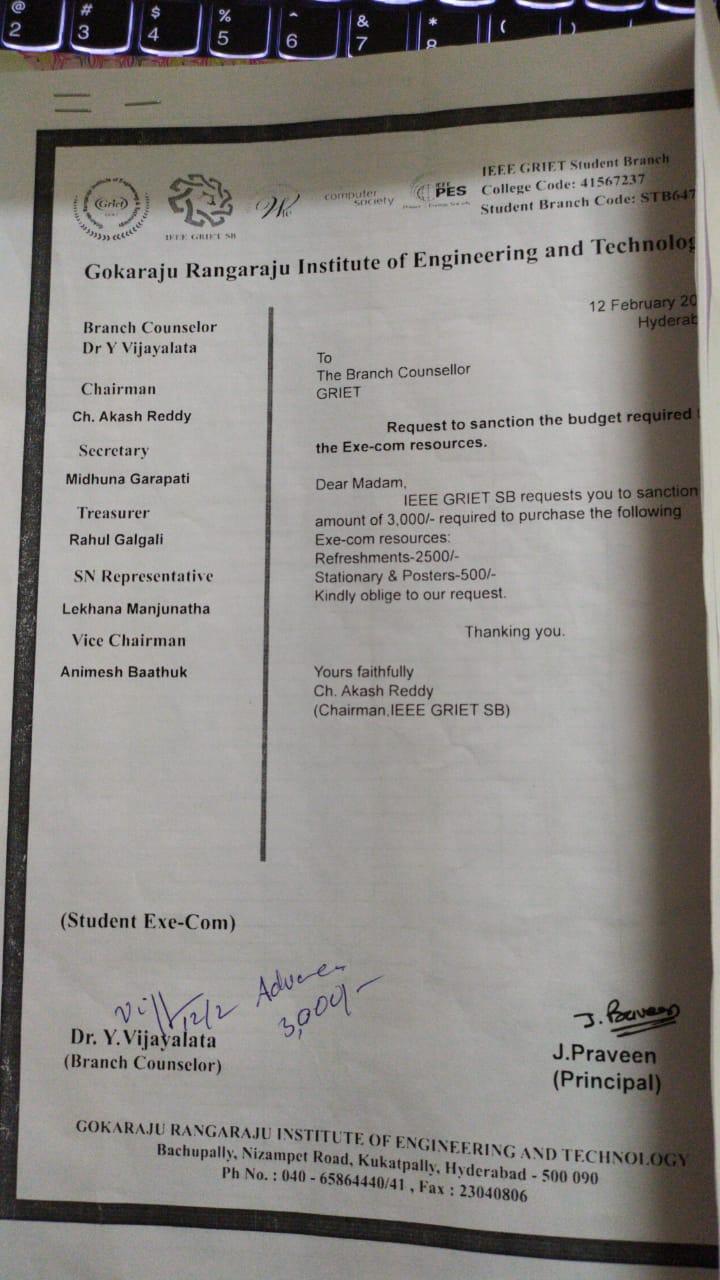 @ # $ % ^ & * ( )
2 3 4 5 6 7 8
Griet
IEEE GRIET SB
computer
society
PES
IEEE GRIET Student Branch
College Code: 41567237
Student Branch Code: STB647
Gokaraju Rangaraju Institute of Engineering and Technolog
12 February 20
Hyderab
Branch Counselor
Dr Y Vijayalata
Chairman
Ch. Akash Reddy
Secretary
Midhuna Garapati
Treasurer
Rahul Galgali
SN Representative
Lekhana Manjunatha
Vice Chairman
Animesh Baathuk
To
The Branch Counsellor
GRIET
Request to sanction the budget required
the Exe-com resources.
Dear Madam,
IEEE GRIET SB requests you to sanction
amount of 3,000/- required to purchase the following
Exe-com resources:
Refreshments-2500/-
Stationary & Posters-500/-
Kindly oblige to our request.
Thanking you.
Yours faithfully
Ch. Akash Reddy
(Chairman,IEEE GRIET SB)
(Student Exe-Com)
12/2
3,000/-
Dr. Y.Vijayalata
(Branch Counselor)
J. Praveen
J.Praveen
(Principal)
GOKARAJU RANGARAJU INSTITUTE OF ENGINEERING AND TECHNOLOGY
Bachupally, Nizampet Road, Kukatpally, Hyderabad - 500 090
Ph No. : 040 - 65864440/41 , Fax : 23040806